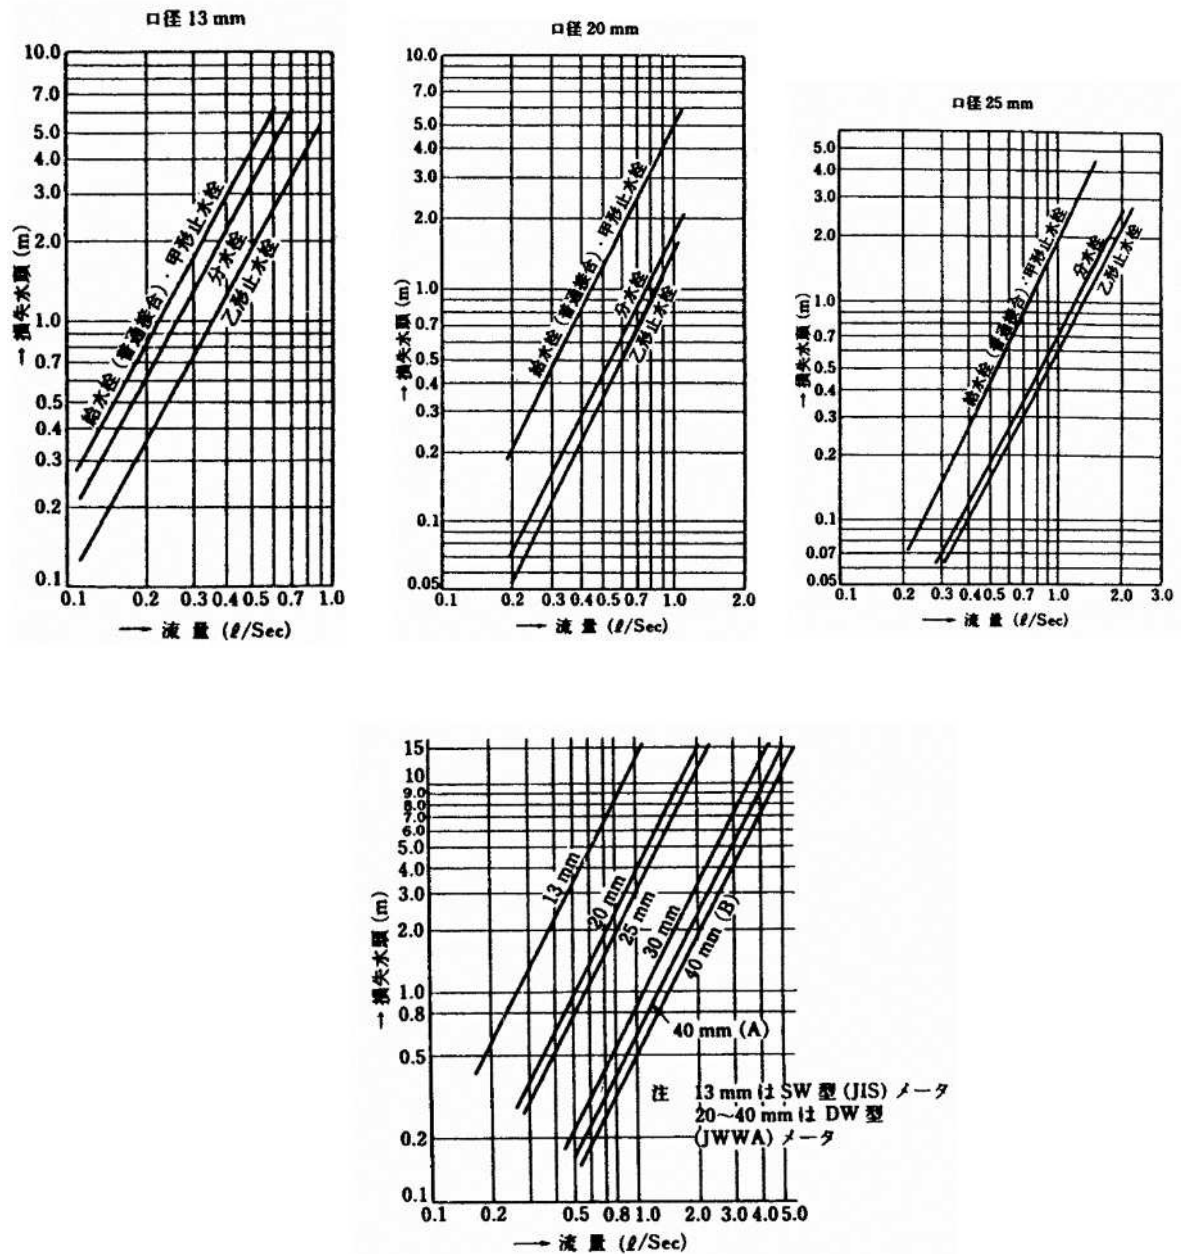 口径 13 mm
10.0
7.0
5.0
4.0
3.0
2.0
1.0
0.7
0.5
0.4
0.3
0.2
0.1
→ 損失水頭 (m)
給水栓 (普通接合)・甲形止水栓
分水栓
乙形止水栓
0.1 0.2 0.3 0.4 0.5 0.7 1.0
→ 流量 (ℓ/Sec)
口径 20 mm
10.0
7.0
5.0
4.0
3.0
2.0
1.0
0.7
0.5
0.4
0.3
0.2
0.1
0.05
→ 損失水頭 (m)
給水栓 (普通接合)・甲形止水栓
分水栓
乙形止水栓
0.1 0.2 0.3 0.5 0.7 1.0 2.0
→ 流量 (ℓ/Sec)
口径 25 mm
5.0
4.0
3.0
2.0
1.0
0.7
0.5
0.4
0.3
0.2
0.1
0.07
0.05
→ 損失水頭 (m)
給水栓 (普通接合)・甲形止水栓
分水栓
乙形止水栓
0.1 0.2 0.3 0.5 0.7 1.0 2.0 3.0
→ 流量 (ℓ/Sec)
15
10
9.0
8.0
7.0
6.0
5.0
4.0
3.0
2.0
1.0
0.8
0.5
0.2
0.1
→ 損失水頭 (m)
13 mm
20 mm
25 mm
30 mm
40 mm (B)
40 mm (A)
注 13 mm は SW 型 (JIS) メータ
20~40 mm は DW 型
(JWWA) メータ
0.1 0.2 0.5 0.8 1.0 2.0 3.0 4.0 5.0
→ 流量 (ℓ/Sec)